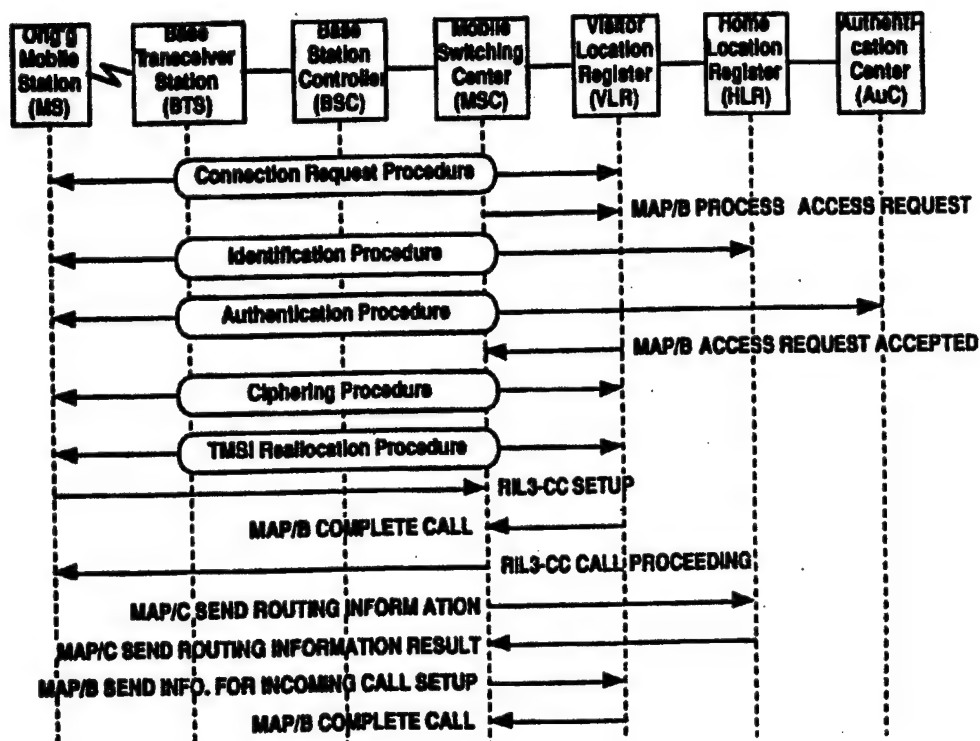 Orig'g
Mobile
Station
(MS)
Base
Tranceiver
Station
(BTS)
Base
Station
Controller
(BSC)
Mobile
Switching
Center
(MSC)
Visitor
Location
Register
(VLR)
Home
Location
Register
(HLR)
Authenti-
cation
Center
(AuC)
Connection Request Procedure
MAP/B PROCESS ACCESS REQUEST
Identification Procedure
Authentication Procedure
MAP/B ACCESS REQUEST ACCEPTED
Ciphering Procedure
TMSI Reallocation Procedure
RIL3-CC SETUP
MAP/B COMPLETE CALL
RIL3-CC CALL PROCEEDING
MAP/C SEND ROUTING INFORMATION
MAP/C SEND ROUTING INFORMATION RESULT
MAP/B SEND INFO. FOR INCOMING CALL SETUP
MAP/B COMPLETE CALL